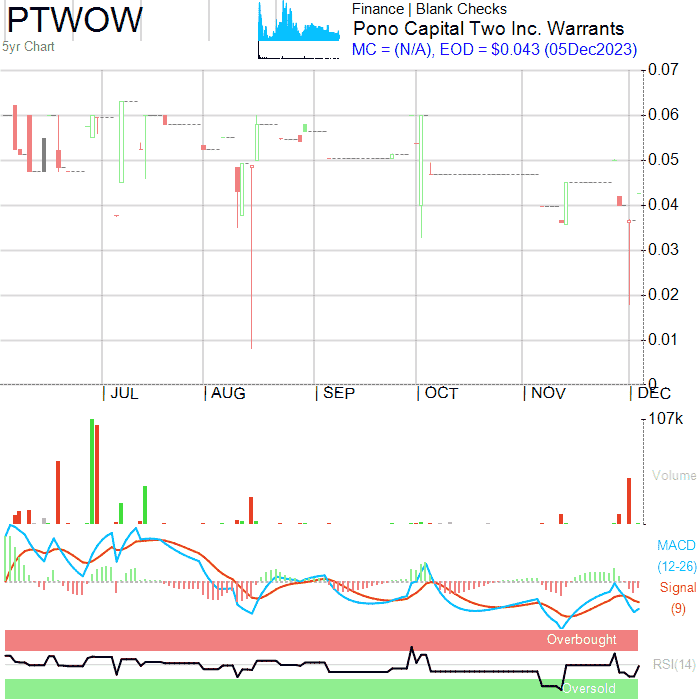 PTWOW
5yr Chart
Finance | Blank Checks
Pono Capital Two Inc. Warrants
MC = (N/A), EOD = $0.043 (05Dec2023)
0.07
0.06
0.05
0.04
0.03
0.02
0.01
0
| JUL | AUG | SEP | OCT | NOV | DEC
107k
Volume
MACD
(12-26)
Signal
(9)
Overbought
RSI(14)
Oversold